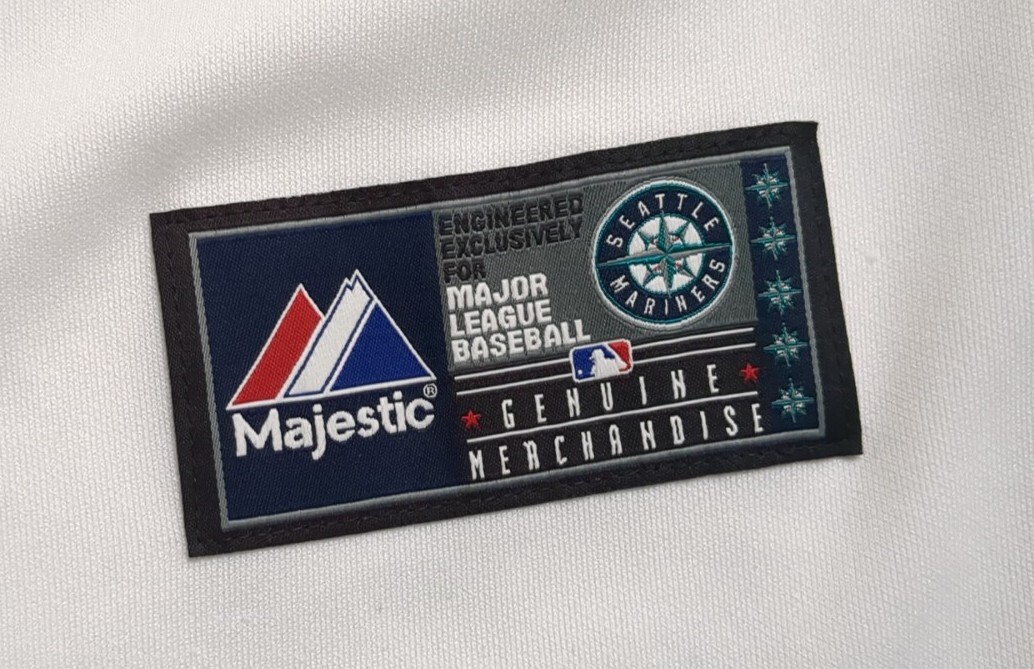 Majestic®
ENGINEERED
EXCLUSIVELY
FOR
MAJOR
LEAGUE
BASEBALL
SEATTLE
MARINERS
GENUINE
MERCHANDISE